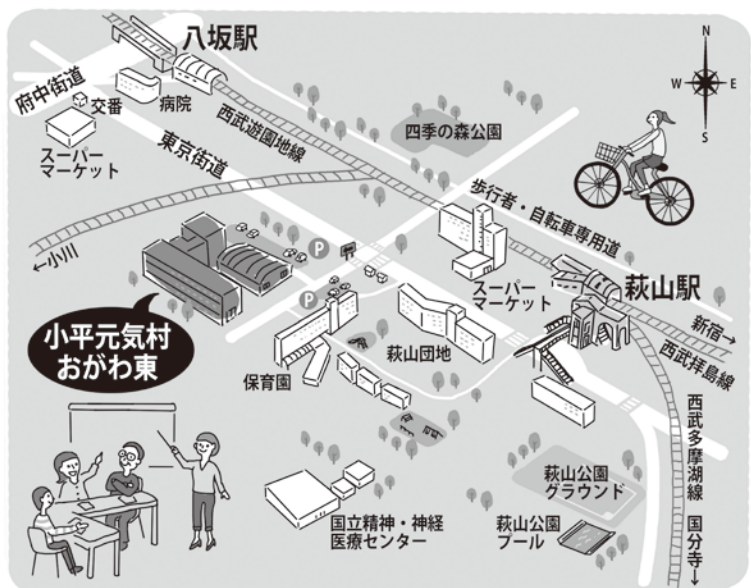 八坂駅
府中街道
交番
病院
スーパー
マーケット
西武遊園地線
東京街道
四季の森公園
N
W
E
S
歩行者・自転車専用道
←小川
P
P
スーパー
マーケット
萩山駅
新宿→
西武拝島線
小平元気村
おがわ東
保育園
萩山団地
西武多摩湖線
国分寺→
萩山公園
グラウンド
萩山公園
プール
国立精神・神経
医療センター